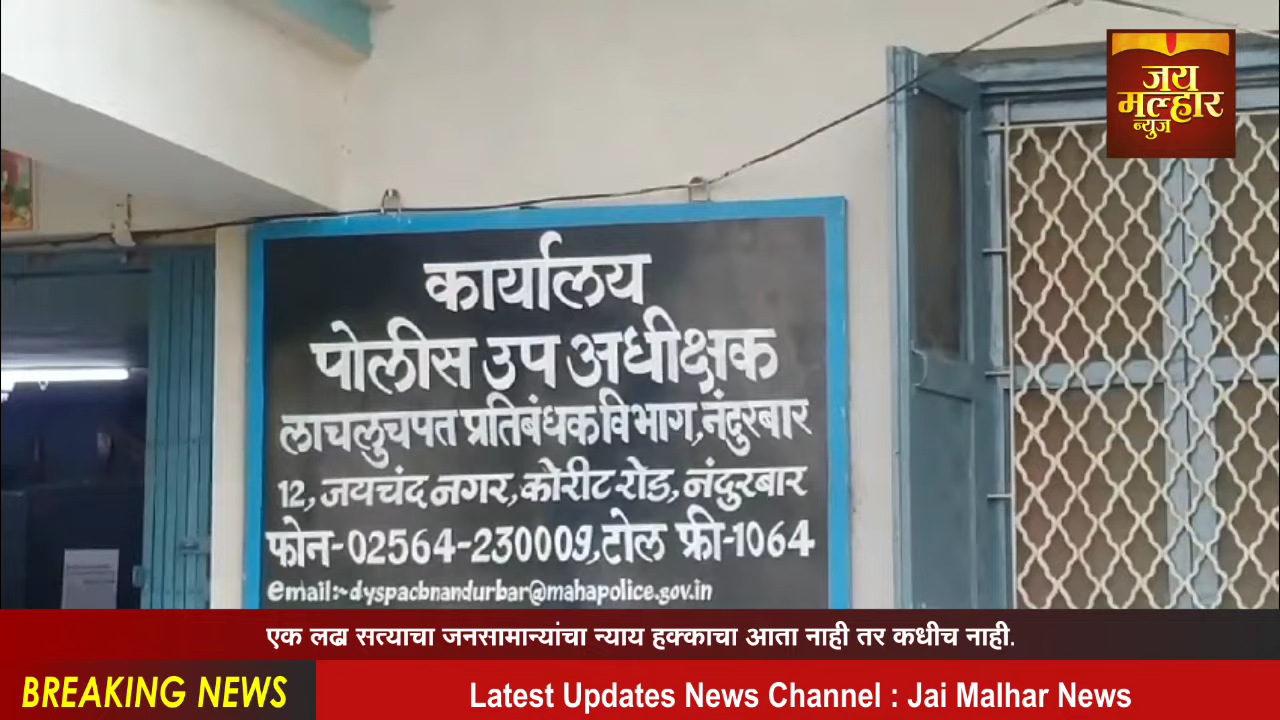 जय
मल्हार
न्युज
कार्यालय
पोलीस उप अधीक्षक
लाचलुचपत प्रतिबंधक विभाग, नंदुरबार
12, जयचंद नगर, कोरीट रोड, नंदुरबार
फोन-02564-230009, टोल फ्री-1064
email:-dyspacbnandurbar@mahapolice.gov.in
एक लढा सत्याचा जनसामान्यांचा न्याय हक्काचा आता नाही तर कधीच नाही.
BREAKING NEWS
Latest Updates News Channel : Jai Malhar News